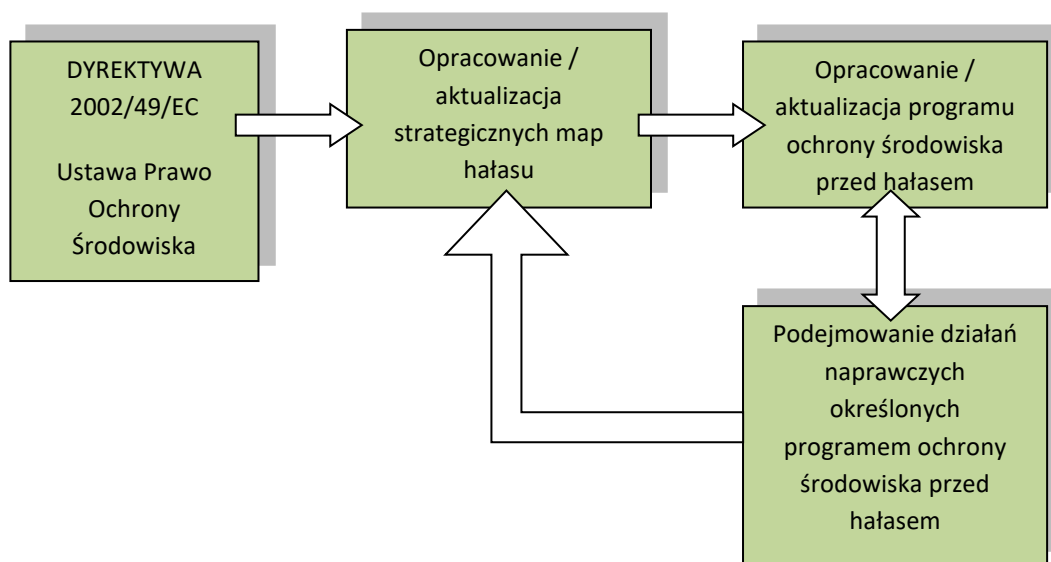 DYREKTYWA
2002/49/EC
Ustawa Prawo
Ochrony
Środowiska
Opracowanie /
aktualizacja
strategicznych map
hałasu
Opracowanie /
aktualizacja programu
ochrony środowiska
przed hałasem
Podejmowanie działań
naprawczych
określonych
programem ochrony
środowiska przed
hałasem